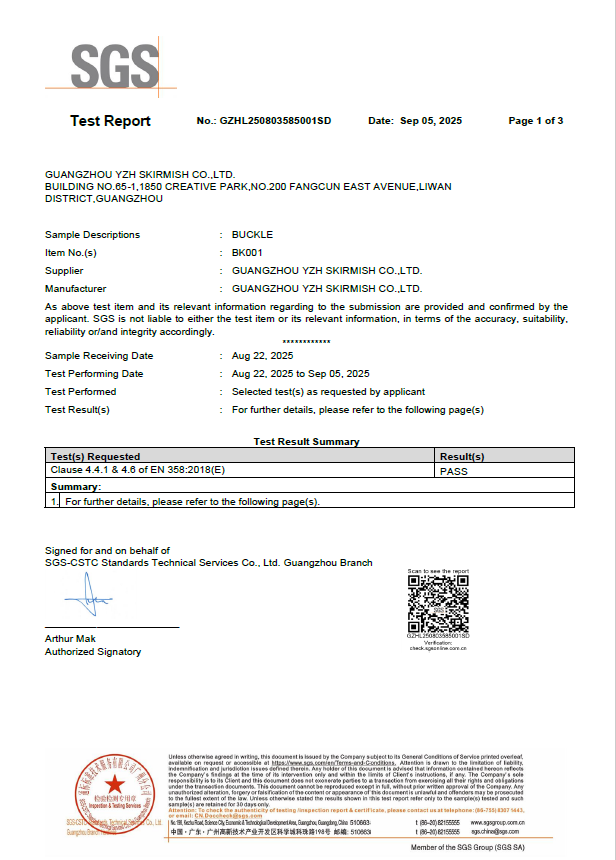 SGS
Test Report No.: GZHL250803585001SD Date: Sep 05, 2025 Page 1 of 3
GUANGZHOU YZH SKIRMISH CO.,LTD.
BUILDING NO.65-1,1850 CREATIVE PARK,NO.200 FANGCUN EAST AVENUE,LIWAN
DISTRICT,GUANGZHOU
Sample Descriptions : BUCKLE
Item No.(s) : BK001
Supplier : GUANGZHOU YZH SKIRMISH CO.,LTD.
Manufacturer : GUANGZHOU YZH SKIRMISH CO.,LTD.
As above test item and its relevant information regarding to the submission are provided and confirmed by the
applicant. SGS is not liable to either the test item or its relevant information, in terms of the accuracy, suitability,
reliability or/and integrity accordingly.
************
Sample Receiving Date : Aug 22, 2025
Test Performing Date : Aug 22, 2025 to Sep 05, 2025
Test Performed : Selected test(s) as requested by applicant
Test Result(s) : For further details, please refer to the following page(s)
Test Result Summary
Test(s) Requested Result(s)
Clause 4.4.1 & 4.6 of EN 358:2018(E) PASS
Summary:
1. For further details, please refer to the following page(s).
Signed for and on behalf of
SGS-CSTC Standards Technical Services Co., Ltd. Guangzhou Branch
Scan to see the report
SGS
GZHL250803585001SD
Verification:
check.sgsonline.com.cn
Arthur Mak
Authorized Signatory
检验检测专用章
Inspection & Testing Services
SGS-CSTC Standards Technical Services Co., Ltd.
Guangzhou Branch
Unless otherwise agreed in writing, this document is issued by the Company subject to its General Conditions of Service printed overleaf,
available on request or accessible at https://www.sgs.com/en/Terms-and-Conditions. Attention is drawn to the limitation of liability,
indemnification and jurisdiction issues defined therein. Any holder of this document is advised that information contained hereon reflects
the Company's findings at the time of its intervention only and within the limits of Client's instructions, if any. The Company's sole
responsibility is to its Client and this document does not exonerate parties to a transaction from exercising all their rights and obligations
under the transaction documents. This document cannot be reproduced except in full, without prior written approval of the Company. Any
unauthorized alteration, forgery or falsification of the content or appearance of this document is unlawful and offenders may be prosecuted
to the fullest extent of the law. Unless otherwise stated the results shown in this test report refer only to the sample(s) tested and such
sample(s) are retained for 30 days only.
Attention: To check the authenticity of testing /inspection report & certificate, please contact us at telephone: (86-755) 8307 1443,
or email: CN.Doccheck@sgs.com
No.198, Kezhu Road, Science City, Economic & Technological Development Area, Guangzhou, Guangdong, China 510663 t (86-20) 82155555 www.sgsgroup.com.cn
中国·广东·广州高新技术产业开发区科学城科珠路198号 邮编: 510663 t (86-20) 82155555 sgs.china@sgs.com
Member of the SGS Group (SGS SA)